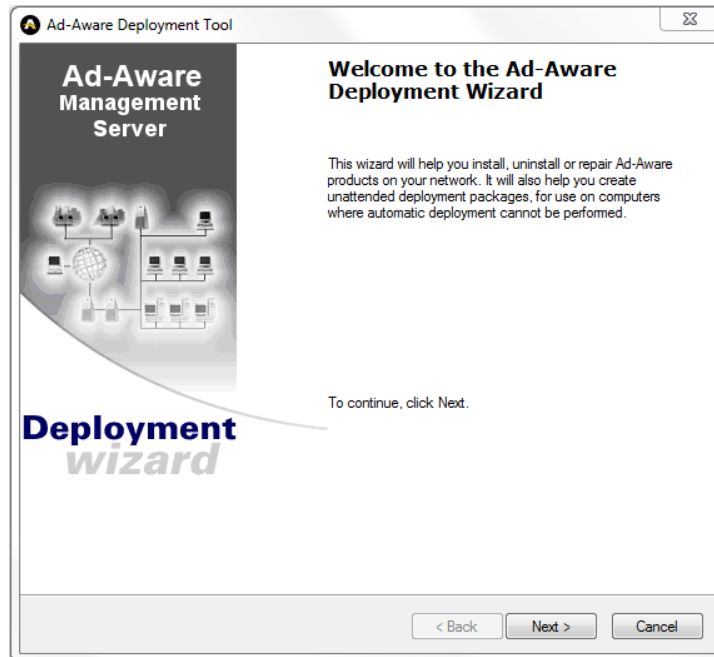 Ad-Aware Deployment Tool
Ad-Aware
Management
Server
Deployment
wizard
Welcome to the Ad-Aware
Deployment Wizard
This wizard will help you install, uninstall or repair Ad-Aware
products on your network. It will also help you create
unattended deployment packages, for use on computers
where automatic deployment cannot be performed.
To continue, click Next.
< Back
Next >
Cancel